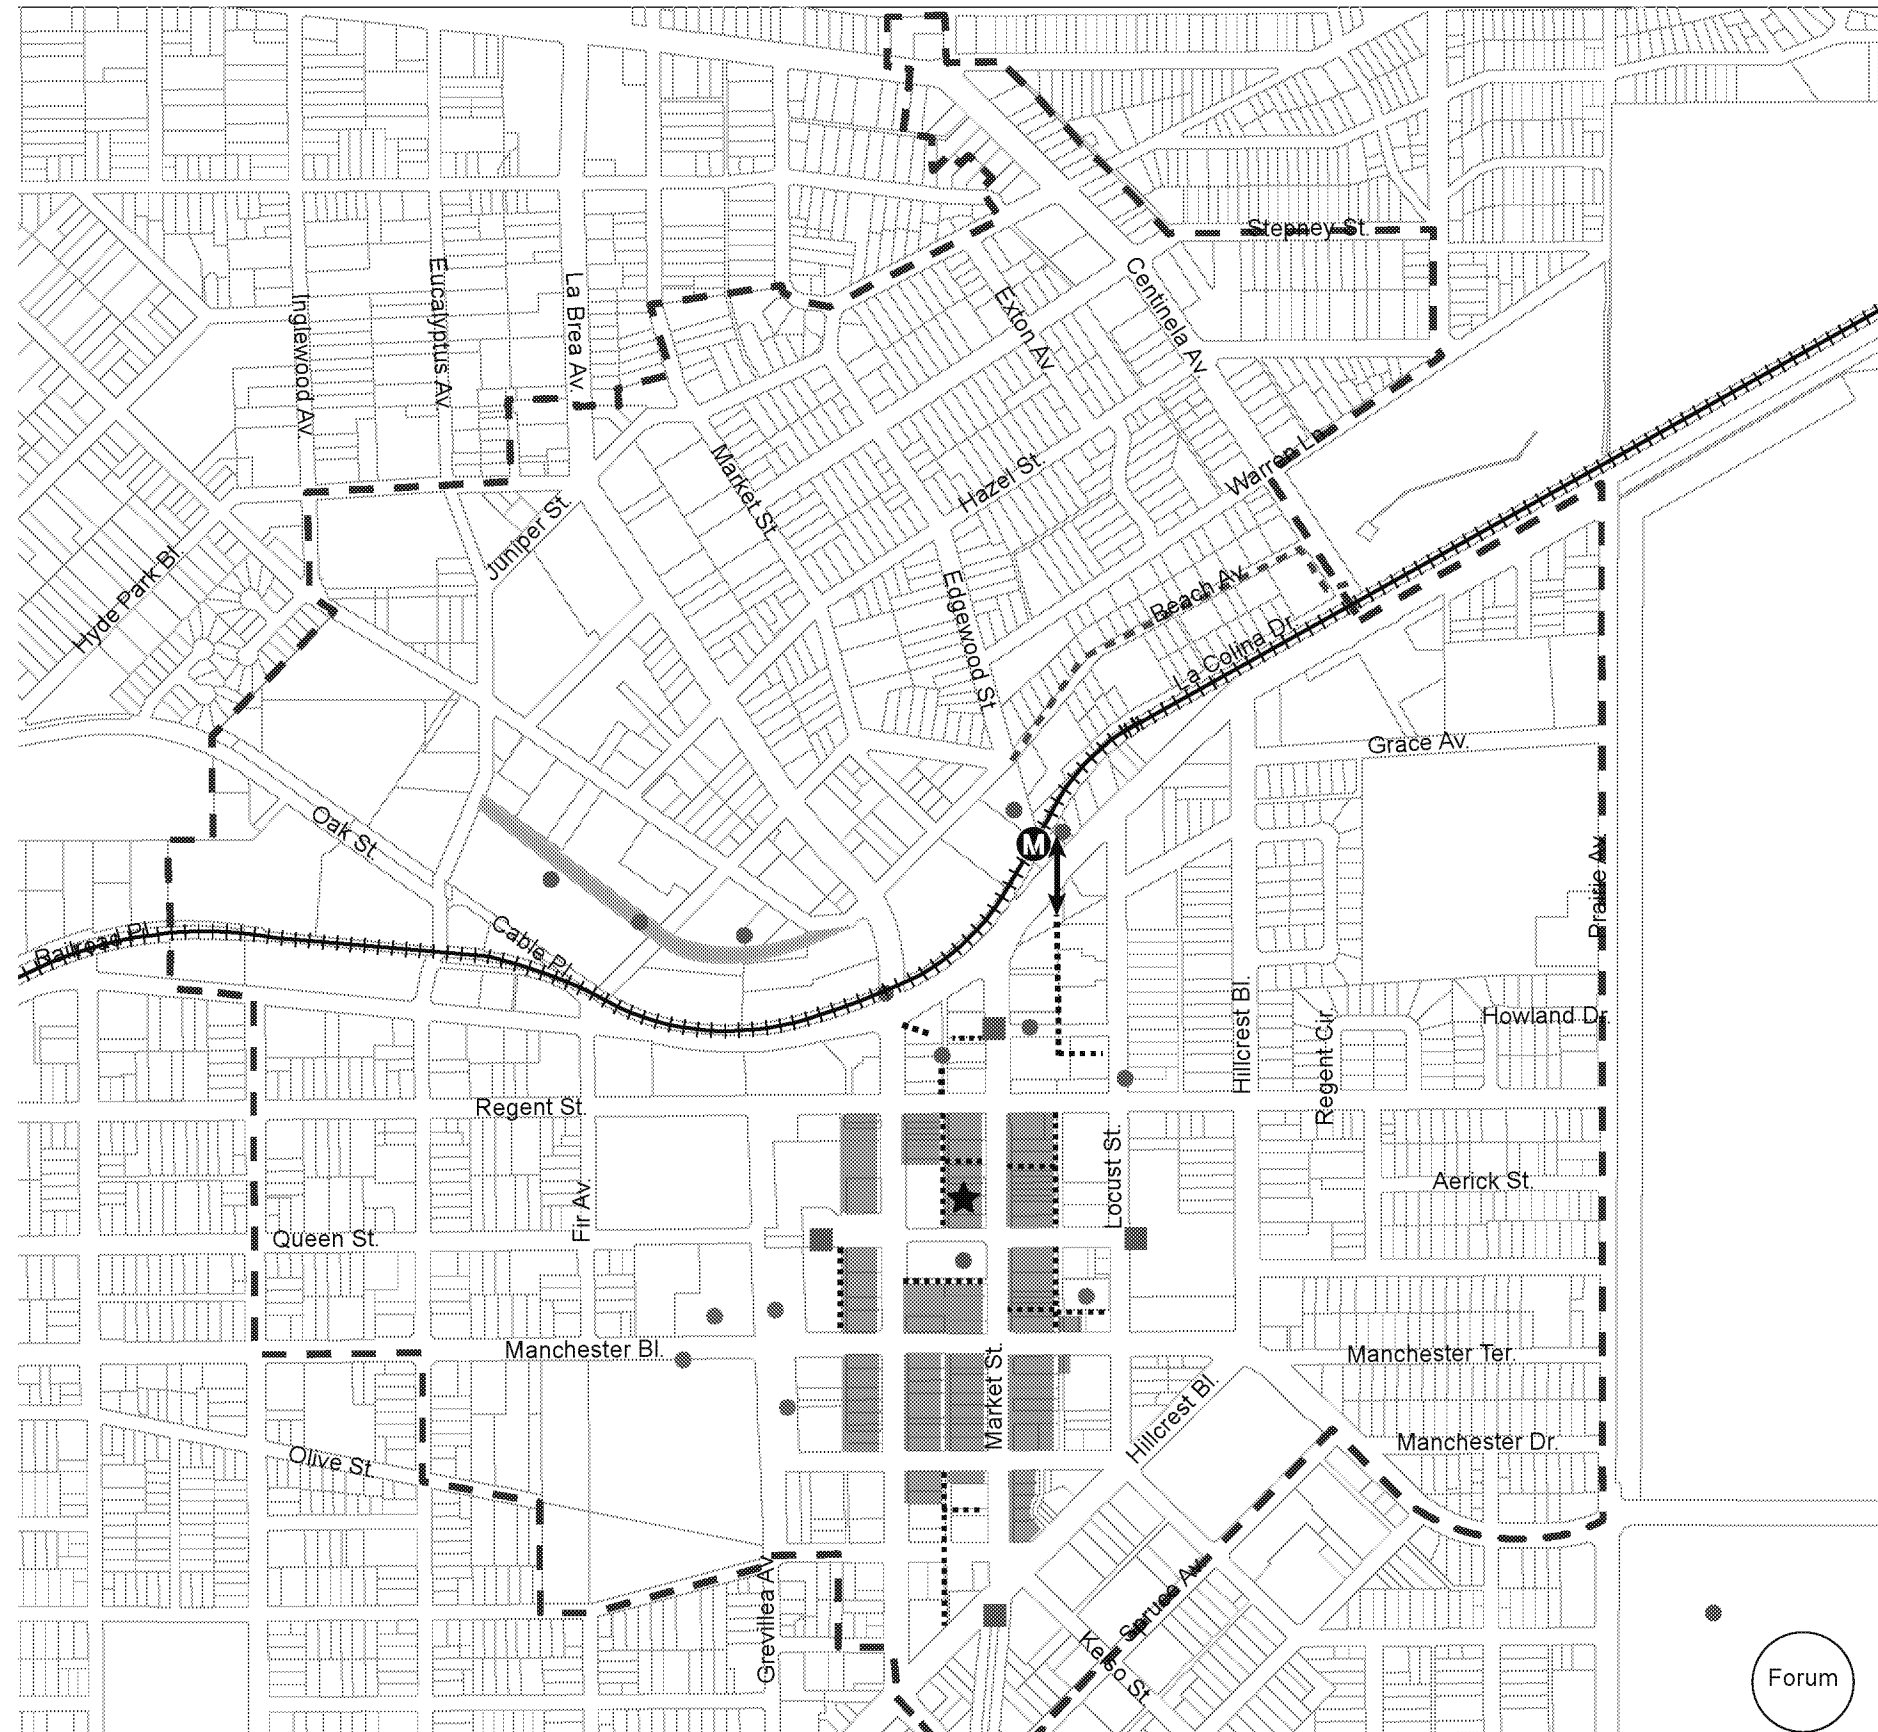 Stepney St.
Eucalyptus Av.
La Brea Av.
Inglewood Av.
Exton Av
Centinela Av
Market St.
Hazel St.
Warren Ln
Juniper St.
Hyde Park Bl.
Edgewood St.
Beach Av.
La Colina Dr.
Grace Av.
Oak St.
M
Prairie Av
Railroad Pl.
Cable Pl.
Hillcrest Bl.
Regent Cir.
Howland Dr.
Regent St.
Locust St.
Aerick St.
Fir Av.
Queen St.
Manchester Bl.
Market St.
Manchester Ter.
Hillcrest Bl.
Manchester Dr.
Olive St.
Grevillea Av.
Spruce Av.
Kelso St.
Forum